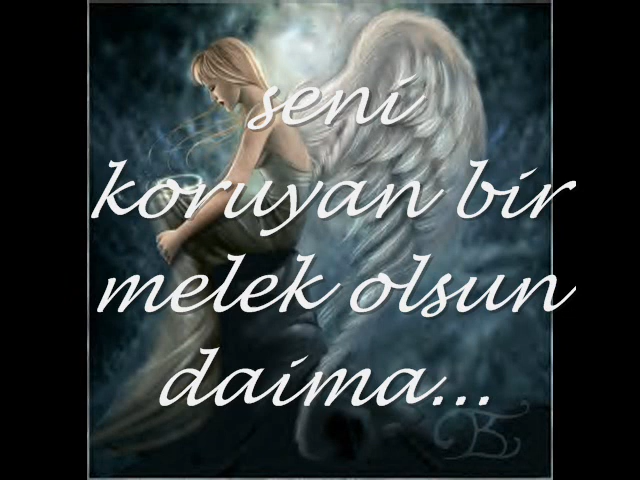 seni
koruyan bir
melek olsun
daima...